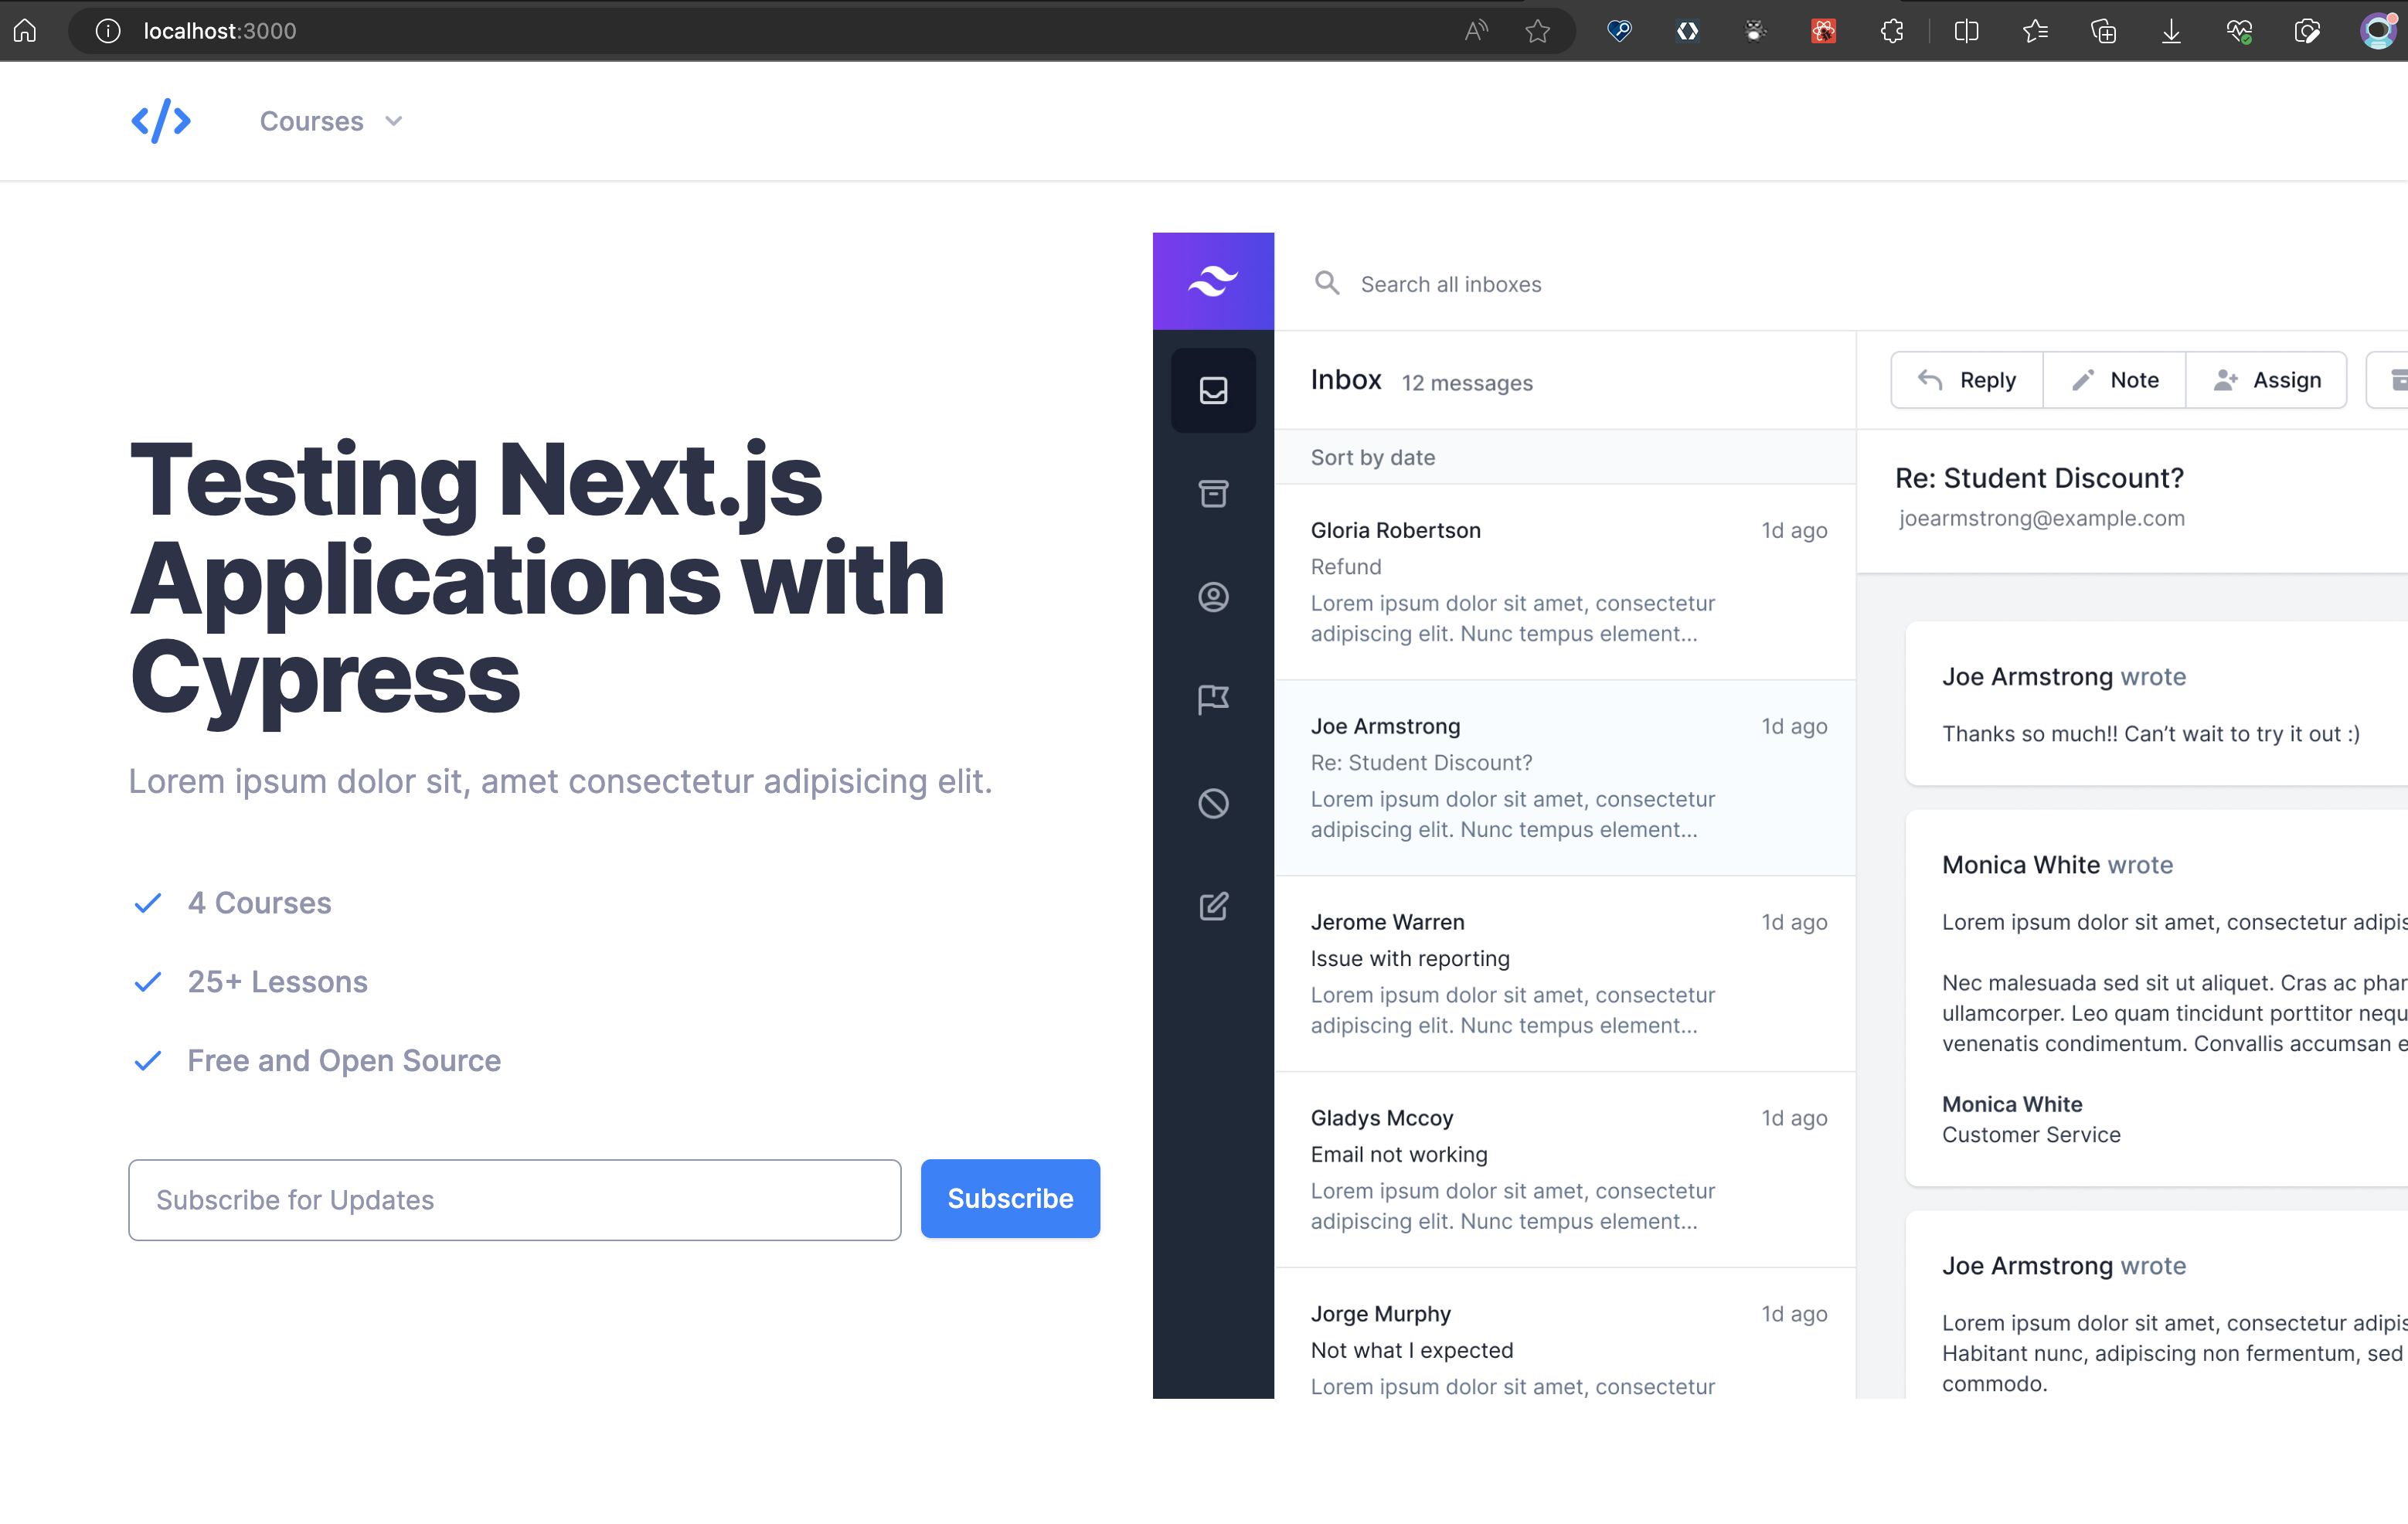 localhost:3000
Courses
Testing Next.js
Applications with
Cypress
Lorem ipsum dolor sit, amet consectetur adipisicing elit.
4 Courses
25+ Lessons
Free and Open Source
Subscribe for Updates
Subscribe
Search all inboxes
Inbox 12 messages
Sort by date
Gloria Robertson 1d ago
Refund
Lorem ipsum dolor sit amet, consectetur
adipiscing elit. Nunc tempus element...
Joe Armstrong 1d ago
Re: Student Discount?
Lorem ipsum dolor sit amet, consectetur
adipiscing elit. Nunc tempus element...
Jerome Warren 1d ago
Issue with reporting
Lorem ipsum dolor sit amet, consectetur
adipiscing elit. Nunc tempus element...
Gladys Mccoy 1d ago
Email not working
Lorem ipsum dolor sit amet, consectetur
adipiscing elit. Nunc tempus element...
Jorge Murphy 1d ago
Not what I expected
Lorem ipsum dolor sit amet, consectetur
Reply Note Assign
Re: Student Discount?
joearmstrong@example.com
Joe Armstrong wrote
Thanks so much!! Can’t wait to try it out :)
Monica White wrote
Lorem ipsum dolor sit amet, consectetur adipis
Nec malesuada sed sit ut aliquet. Cras ac phar
ullamcorper. Leo quam tincidunt porttitor nequ
venenatis condimentum. Convallis accumsan e
Monica White
Customer Service
Joe Armstrong wrote
Lorem ipsum dolor sit amet, consectetur adipis
Habitant nunc, adipiscing non fermentum, sed
commodo.